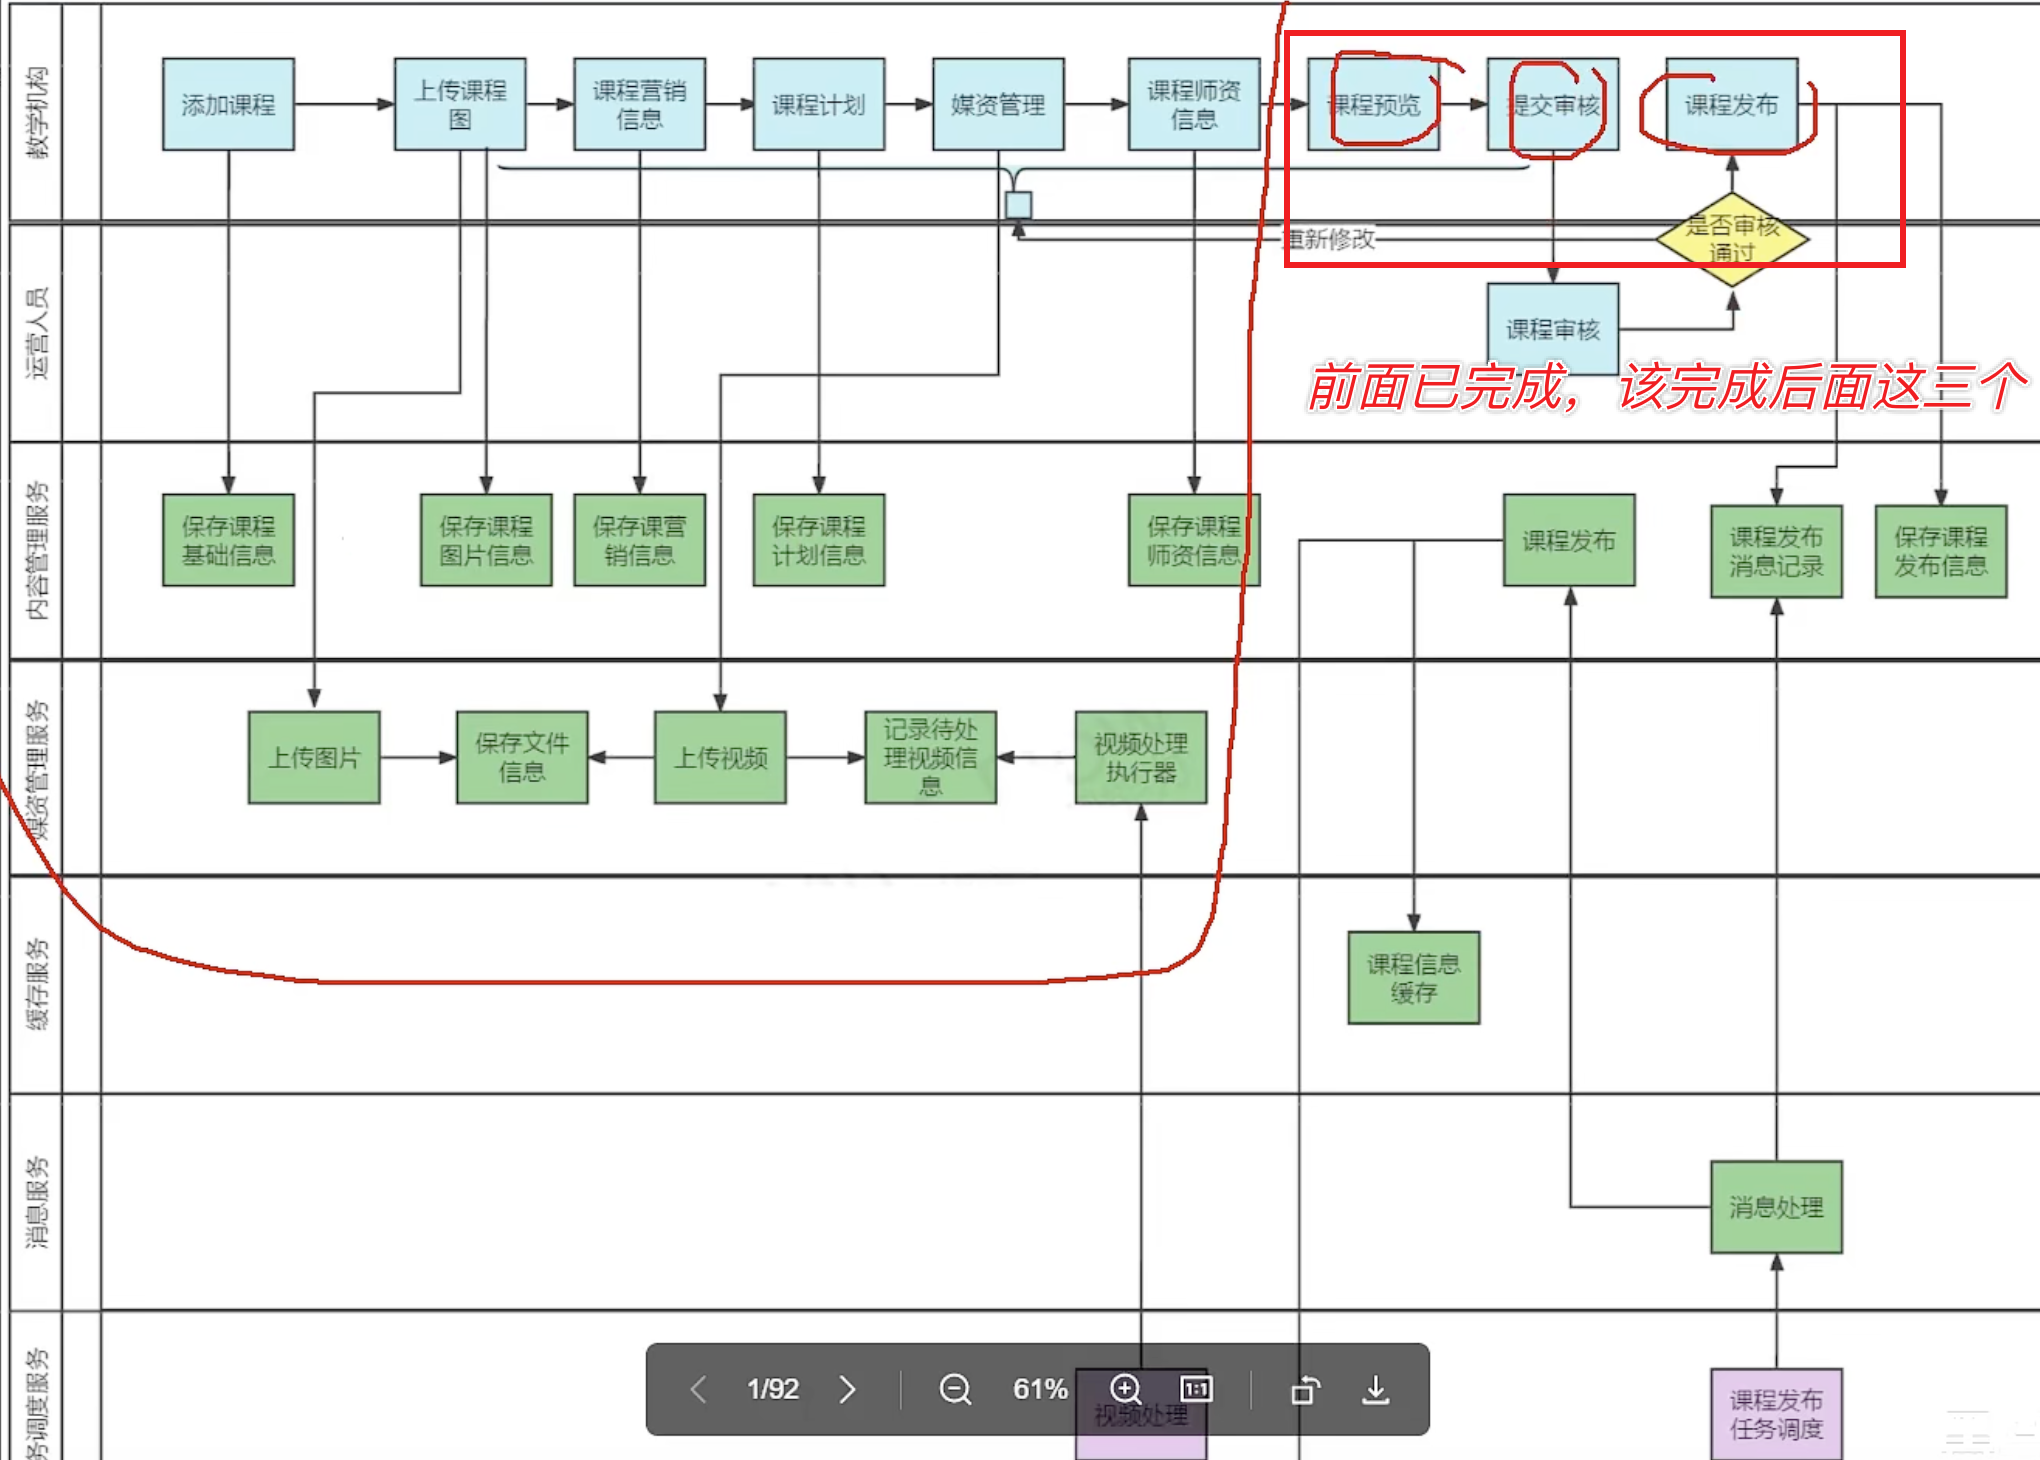 教学机构
添加课程
上传课程
图
课程营销
信息
课程计划
媒资管理
课程师资
信息
课程预览
提交审核
课程发布
是否审核
通过
重新修改
运营人员
课程审核
前面已完成，该完成后面这三个
内容管理服务
保存课程
基础信息
保存课程
图片信息
保存课营
销信息
保存课程
计划信息
保存课程
师资信息
课程发布
课程发布
消息记录
保存课程
发布信息
媒资管理服务
上传图片
保存文件
信息
上传视频
记录待处
理视频信
息
视频处理
执行器
缓存服务
课程信息
缓存
消息服务
消息处理
务调度服务
1/92
61%
1:1
视频处理
课程发布
任务调度